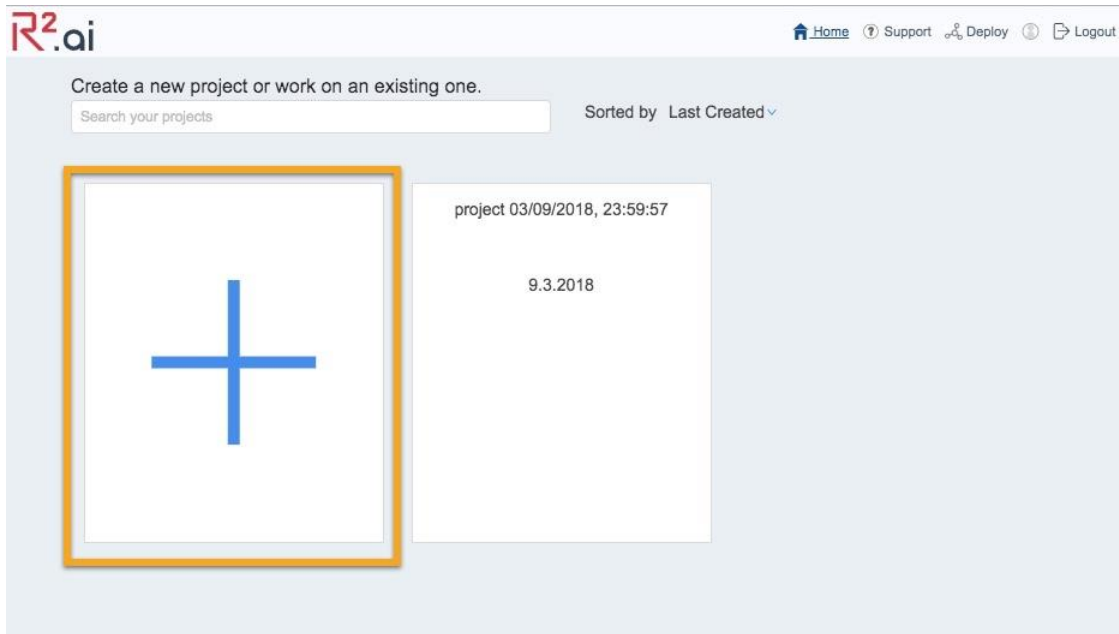 R².ai
Home Support Deploy Logout
Create a new project or work on an existing one.
Search your projects
Sorted by Last Created
project 03/09/2018, 23:59:57
9.3.2018